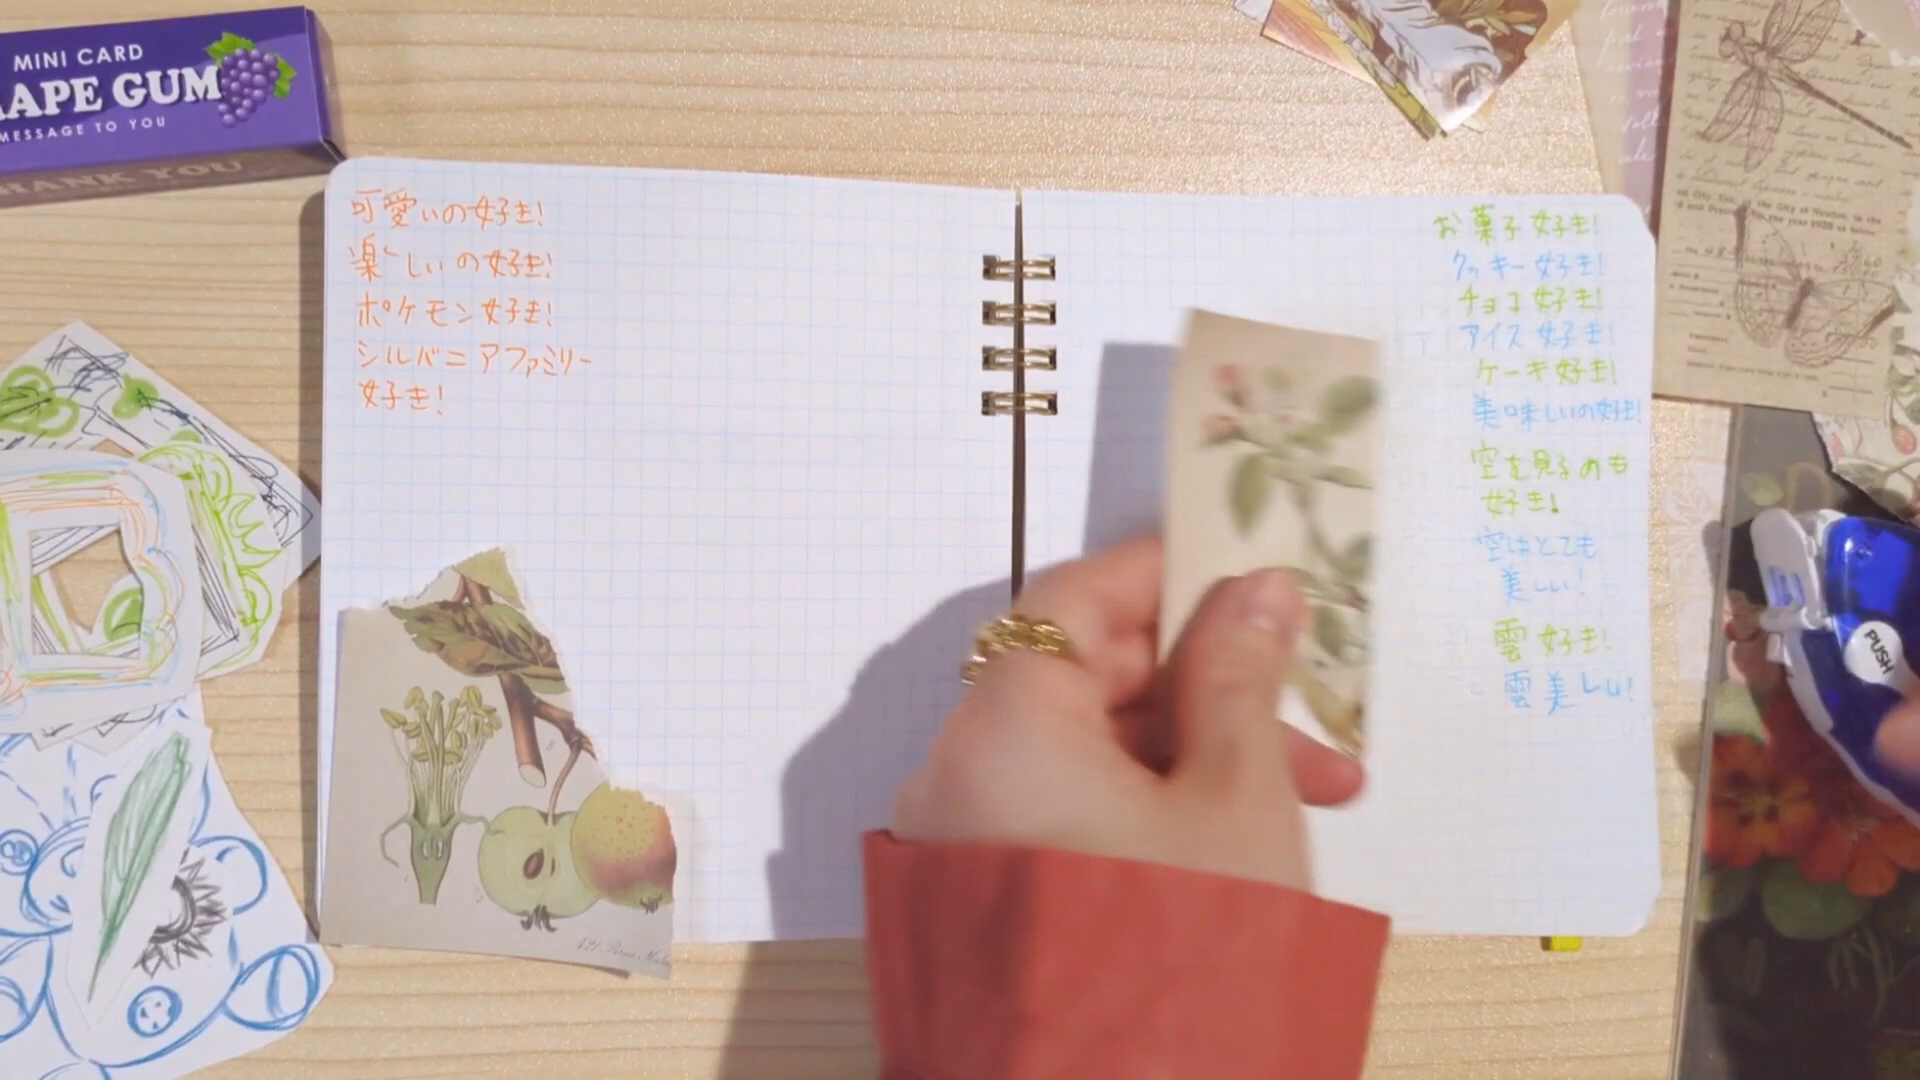 MINI CARD
APE GUM
MESSAGE TO YOU
THANK YOU
可愛いの好き!
楽しいの好き!
ポケモン好き!
シルバニアファミリー
好き!
お菓子好き!
クッキー好き!
チョコ好き!
アイス好き!
ケーキ好き!
美味しいの好き!
空を見るのも
好き!
空はとても
美しい!
雲好き!
雲美しい!
PUSH